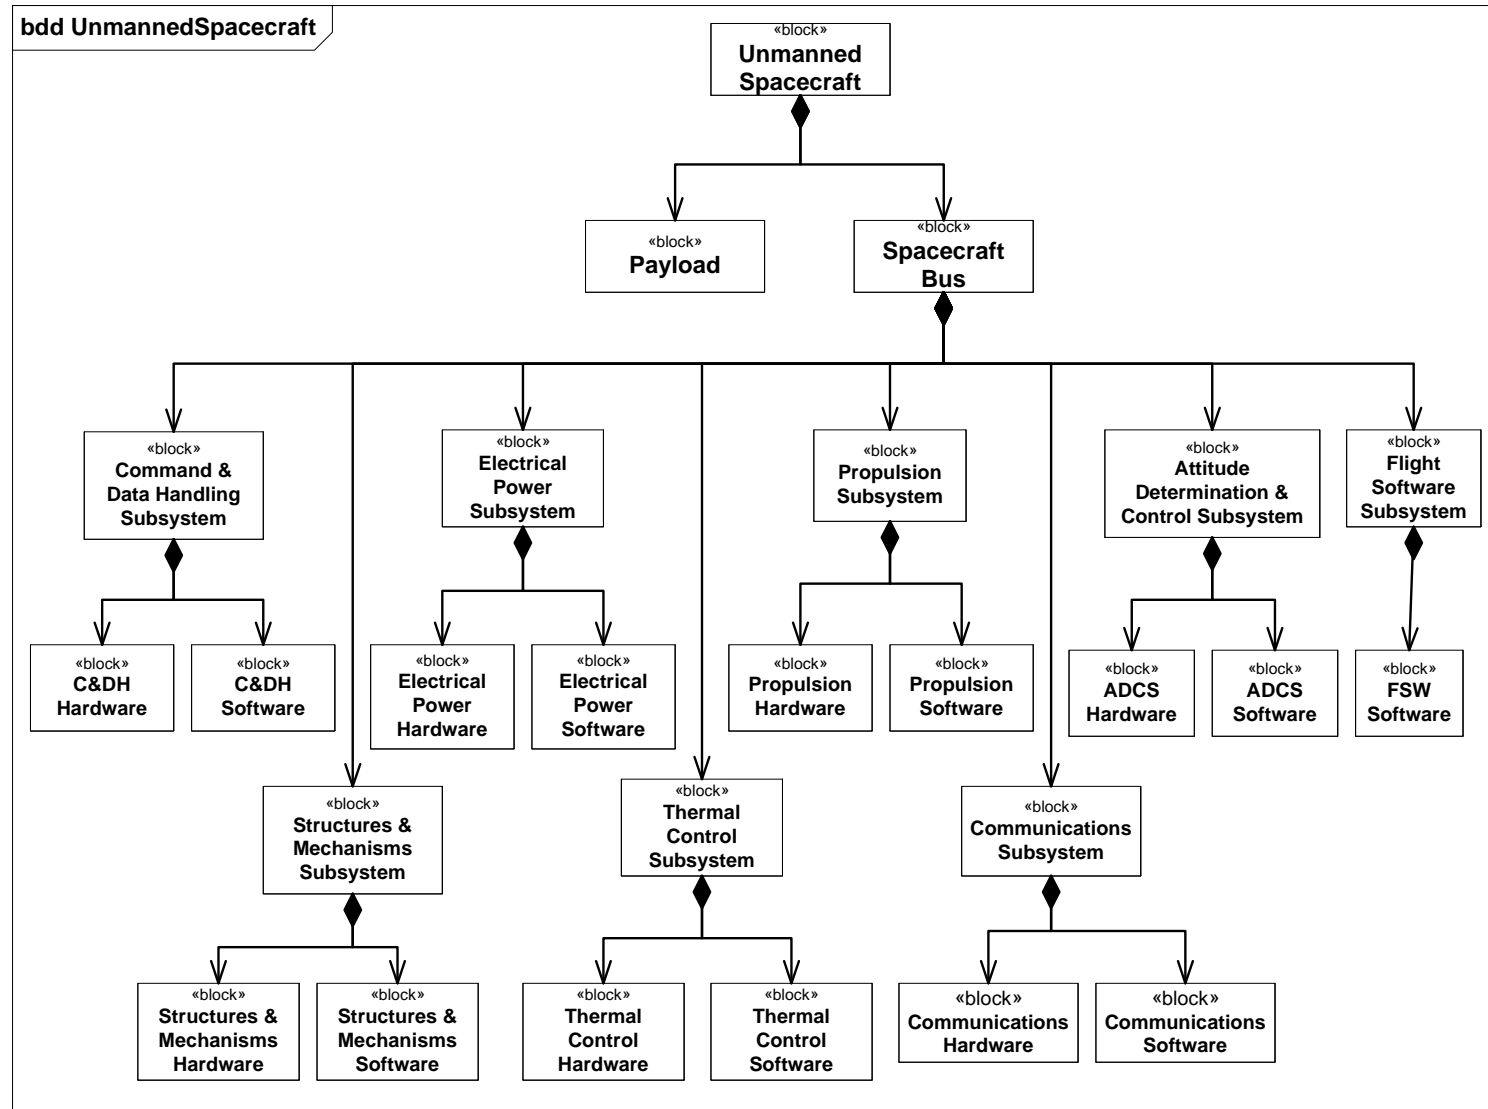 bdd UnmannedSpacecraft
«block»
Unmanned
Spacecraft
«block»
Payload
«block»
Spacecraft
Bus
«block»
Command &
Data Handling
Subsystem
«block»
Electrical
Power
Subsystem
«block»
Propulsion
Subsystem
«block»
Attitude
Determination &
Control Subsystem
«block»
Flight
Software
Subsystem
«block»
C&DH
Hardware
«block»
C&DH
Software
«block»
Electrical
Power
Hardware
«block»
Electrical
Power
Software
«block»
Propulsion
Hardware
«block»
Propulsion
Software
«block»
ADCS
Hardware
«block»
ADCS
Software
«block»
FSW
Software
«block»
Structures &
Mechanisms
Subsystem
«block»
Thermal
Control
Subsystem
«block»
Communications
Subsystem
«block»
Structures &
Mechanisms
Hardware
«block»
Structures &
Mechanisms
Software
«block»
Thermal
Control
Hardware
«block»
Thermal
Control
Software
«block»
Communications
Hardware
«block»
Communications
Software